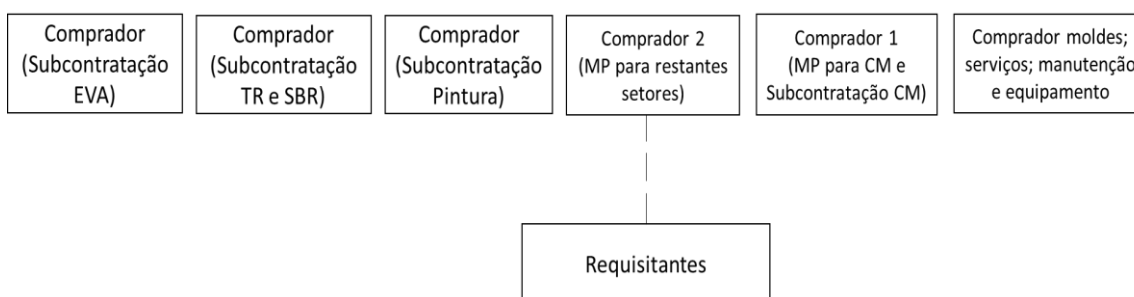 Comprador
(Subcontratação
EVA)
Comprador
(Subcontratação
TR e SBR)
Comprador
(Subcontratação
Pintura)
Comprador 2
(MP para restantes
setores)
Comprador 1
(MP para CM e
Subcontratação CM)
Comprador moldes;
serviços; manutenção
e equipamento
Requisitantes